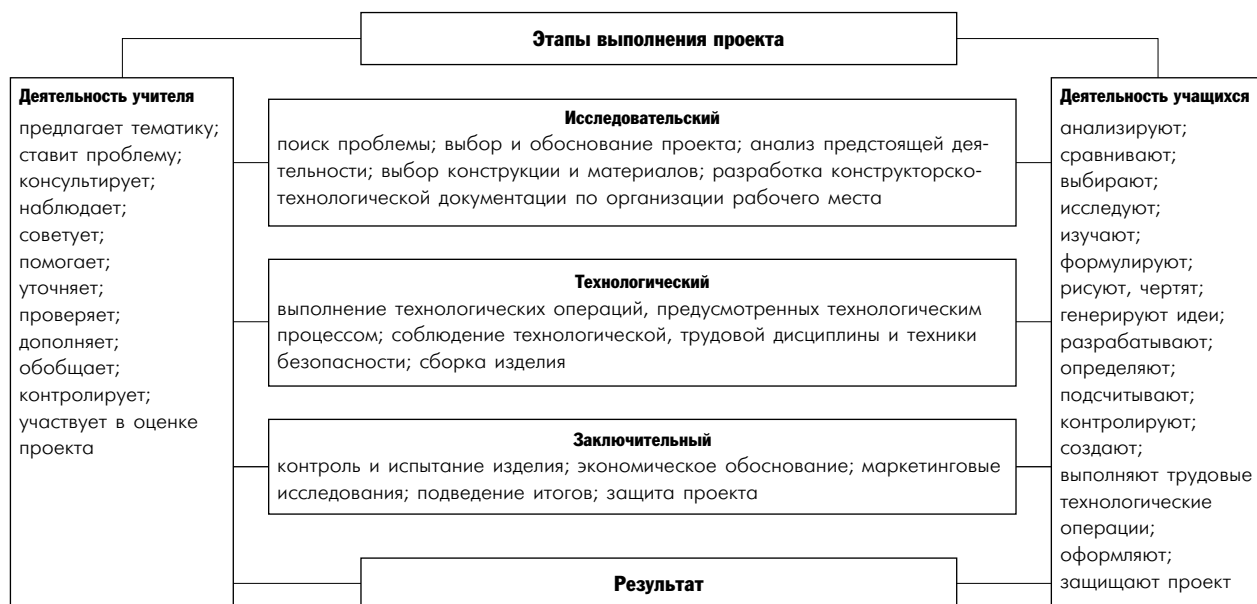 Этапы выполнения проекта
Деятельность учителя
предлагает тематику;
ставит проблему;
консультирует;
наблюдает;
советует;
помогает;
уточняет;
проверяет;
дополняет;
обобщает;
контролирует;
участвует в оценке
проекта
Исследовательский
поиск проблемы; выбор и обоснование проекта; анализ предстоящей дея-
тельности; выбор конструкции и материалов; разработка конструкторско-
технологической документации по организации рабочего места
Технологический
выполнение технологических операций, предусмотренных технологическим
процессом; соблюдение технологической, трудовой дисциплины и техники
безопасности; сборка изделия
Заключительный
контроль и испытание изделия; экономическое обоснование; маркетинговые
исследования; подведение итогов; защита проекта
Результат
Деятельность учащихся
анализируют;
сравнивают;
выбирают;
исследуют;
изучают;
формулируют;
рисуют, чертят;
генерируют идеи;
разрабатывают;
определяют;
подсчитывают;
контролируют;
создают;
выполняют трудовые
технологические
операции;
оформляют;
защищают проект